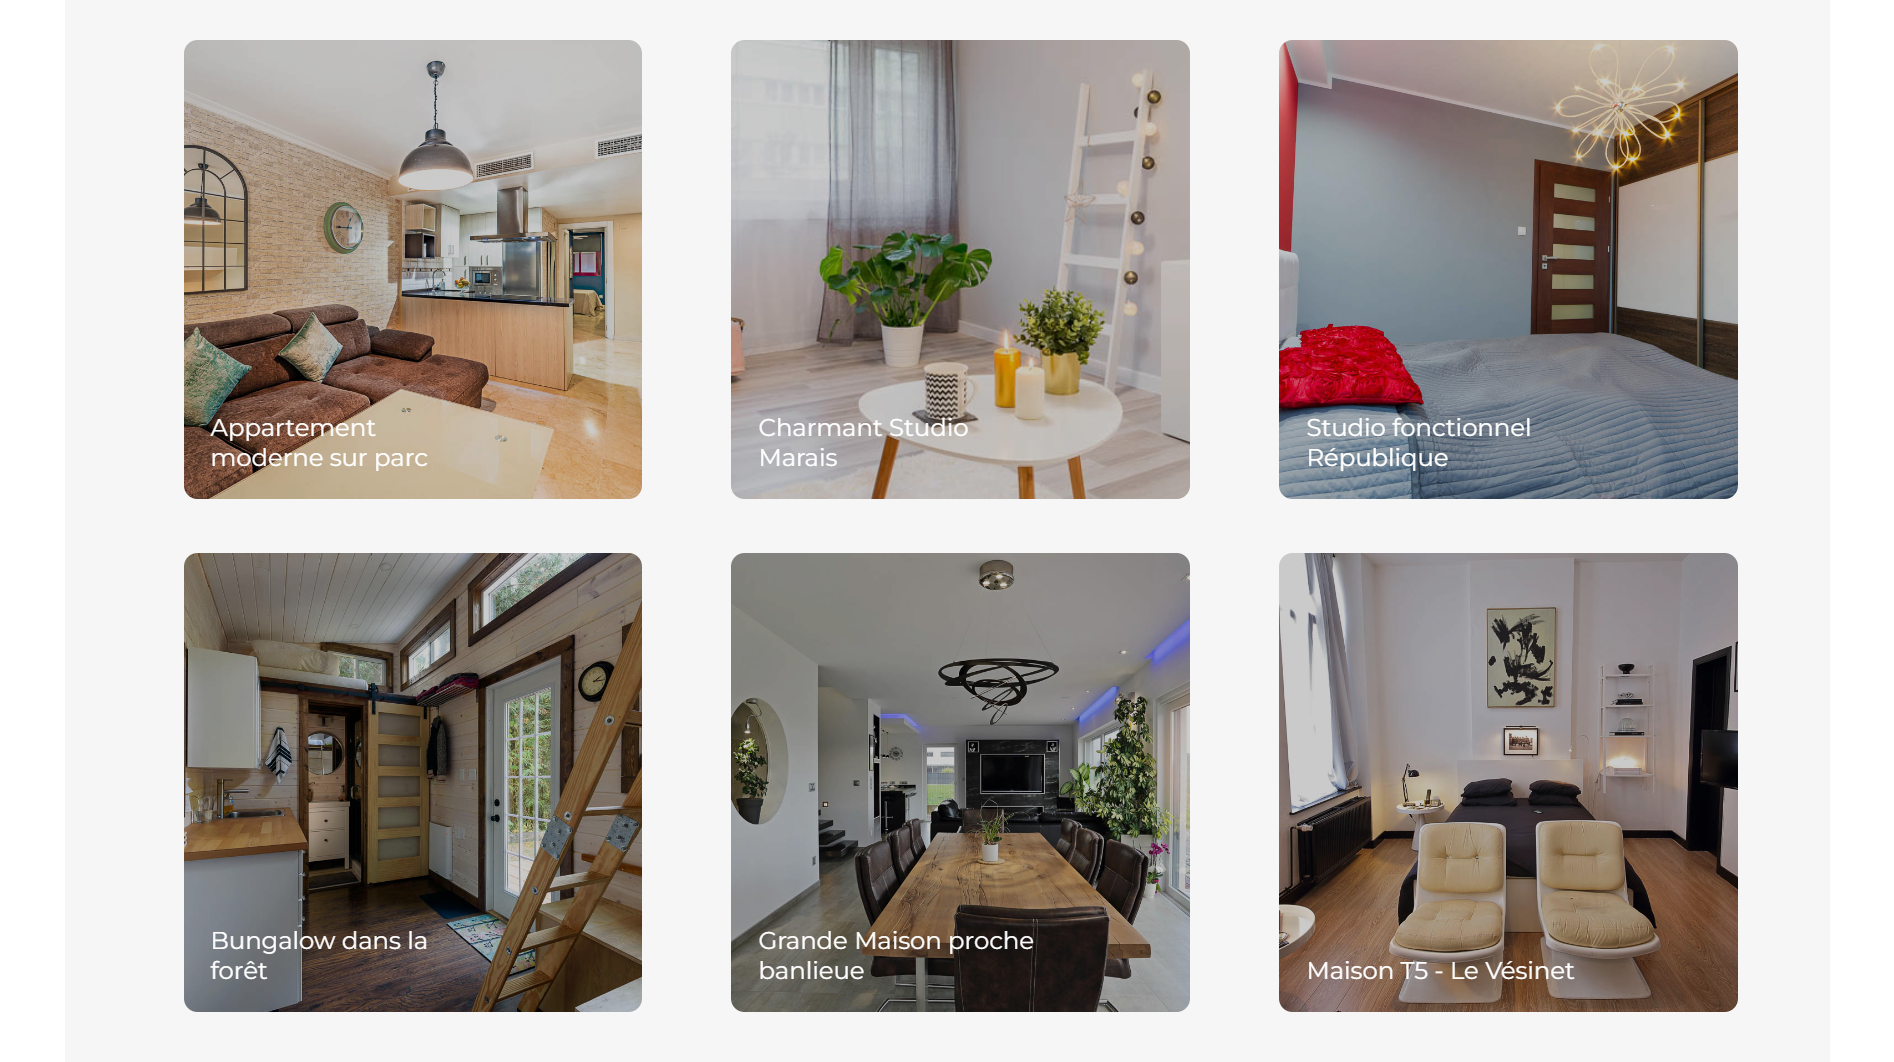 Appartement
moderne sur parc
Charmant Studio
Marais
Studio fonctionnel
République
Bungalow dans la
forêt
Grande Maison proche
banlieue
Maison T5 - Le Vésinet